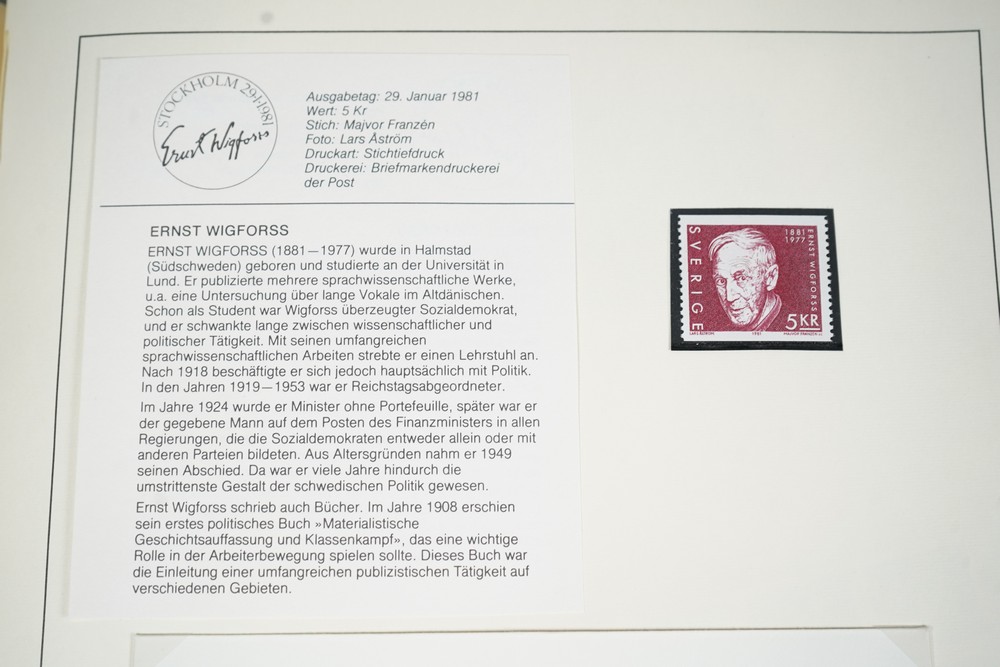 STOCKHOLM 29-1-1981
Ernst Wigforss
Ausgabetag: 29. Januar 1981
Wert: 5 Kr
Stich: Majvor Franzén
Foto: Lars Åström
Druckart: Stichtiefdruck
Druckerei: Briefmarkendruckerei
der Post
ERNST WIGFORSS
ERNST WIGFORSS (1881—1977) wurde in Halmstad
(Südschweden) geboren und studierte an der Universität in
Lund. Er publizierte mehrere sprachwissenschaftliche Werke,
u.a. eine Untersuchung über lange Vokale im Altdänischen.
Schon als Student war Wigforss überzeugter Sozialdemokrat,
und er schwankte lange zwischen wissenschaftlicher und
politischer Tätigkeit. Mit seinen umfangreichen
sprachwissenschaftlichen Arbeiten strebte er einen Lehrstuhl an.
Nach 1918 beschäftigte er sich jedoch hauptsächlich mit Politik.
In den Jahren 1919—1953 war er Reichstagsabgeordneter.
Im Jahre 1924 wurde er Minister ohne Portefeuille, später war er
der gegebene Mann auf dem Posten des Finanzministers in allen
Regierungen, die die Sozialdemokraten entweder allein oder mit
anderen Parteien bildeten. Aus Altersgründen nahm er 1949
seinen Abschied. Da war er viele Jahre hindurch die
umstrittenste Gestalt der schwedischen Politik gewesen.
Ernst Wigforss schrieb auch Bücher. Im Jahre 1908 erschien
sein erstes politisches Buch »Materialistische
Geschichtsauffassung und Klassenkampf», das eine wichtige
Rolle in der Arbeiterbewegung spielen sollte. Dieses Buch war
die Einleitung einer umfangreichen publizistischen Tätigkeit auf
verschiedenen Gebieten.
SVERIGE
1881
1977
ERNST WIGFORSS
5 KR
LARS ÅSTRÖM
1981
MAJVOR FRANZÉN